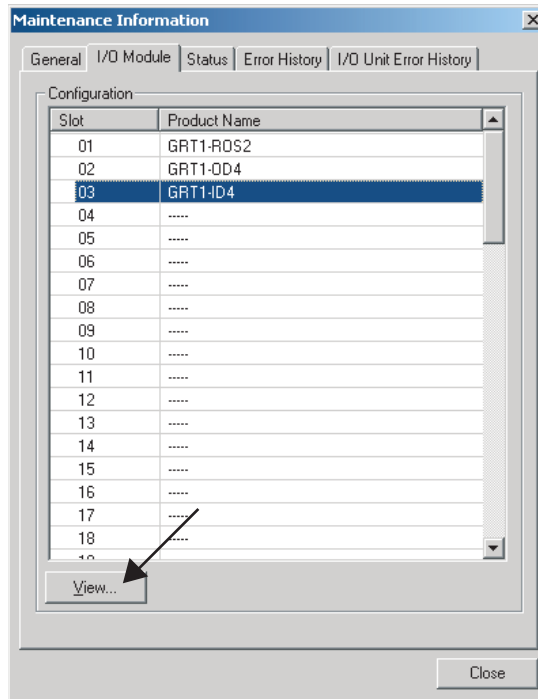 Maintenance Information
General I/O Module Status Error History I/O Unit Error History
Configuration
Slot Product Name
01 GRT1-ROS2
02 GRT1-OD4
03 GRT1-ID4
04 -----
05 -----
06 -----
07 -----
08 -----
09 -----
10 -----
11 -----
12 -----
13 -----
14 -----
15 -----
16 -----
17 -----
18 -----
View...
Close